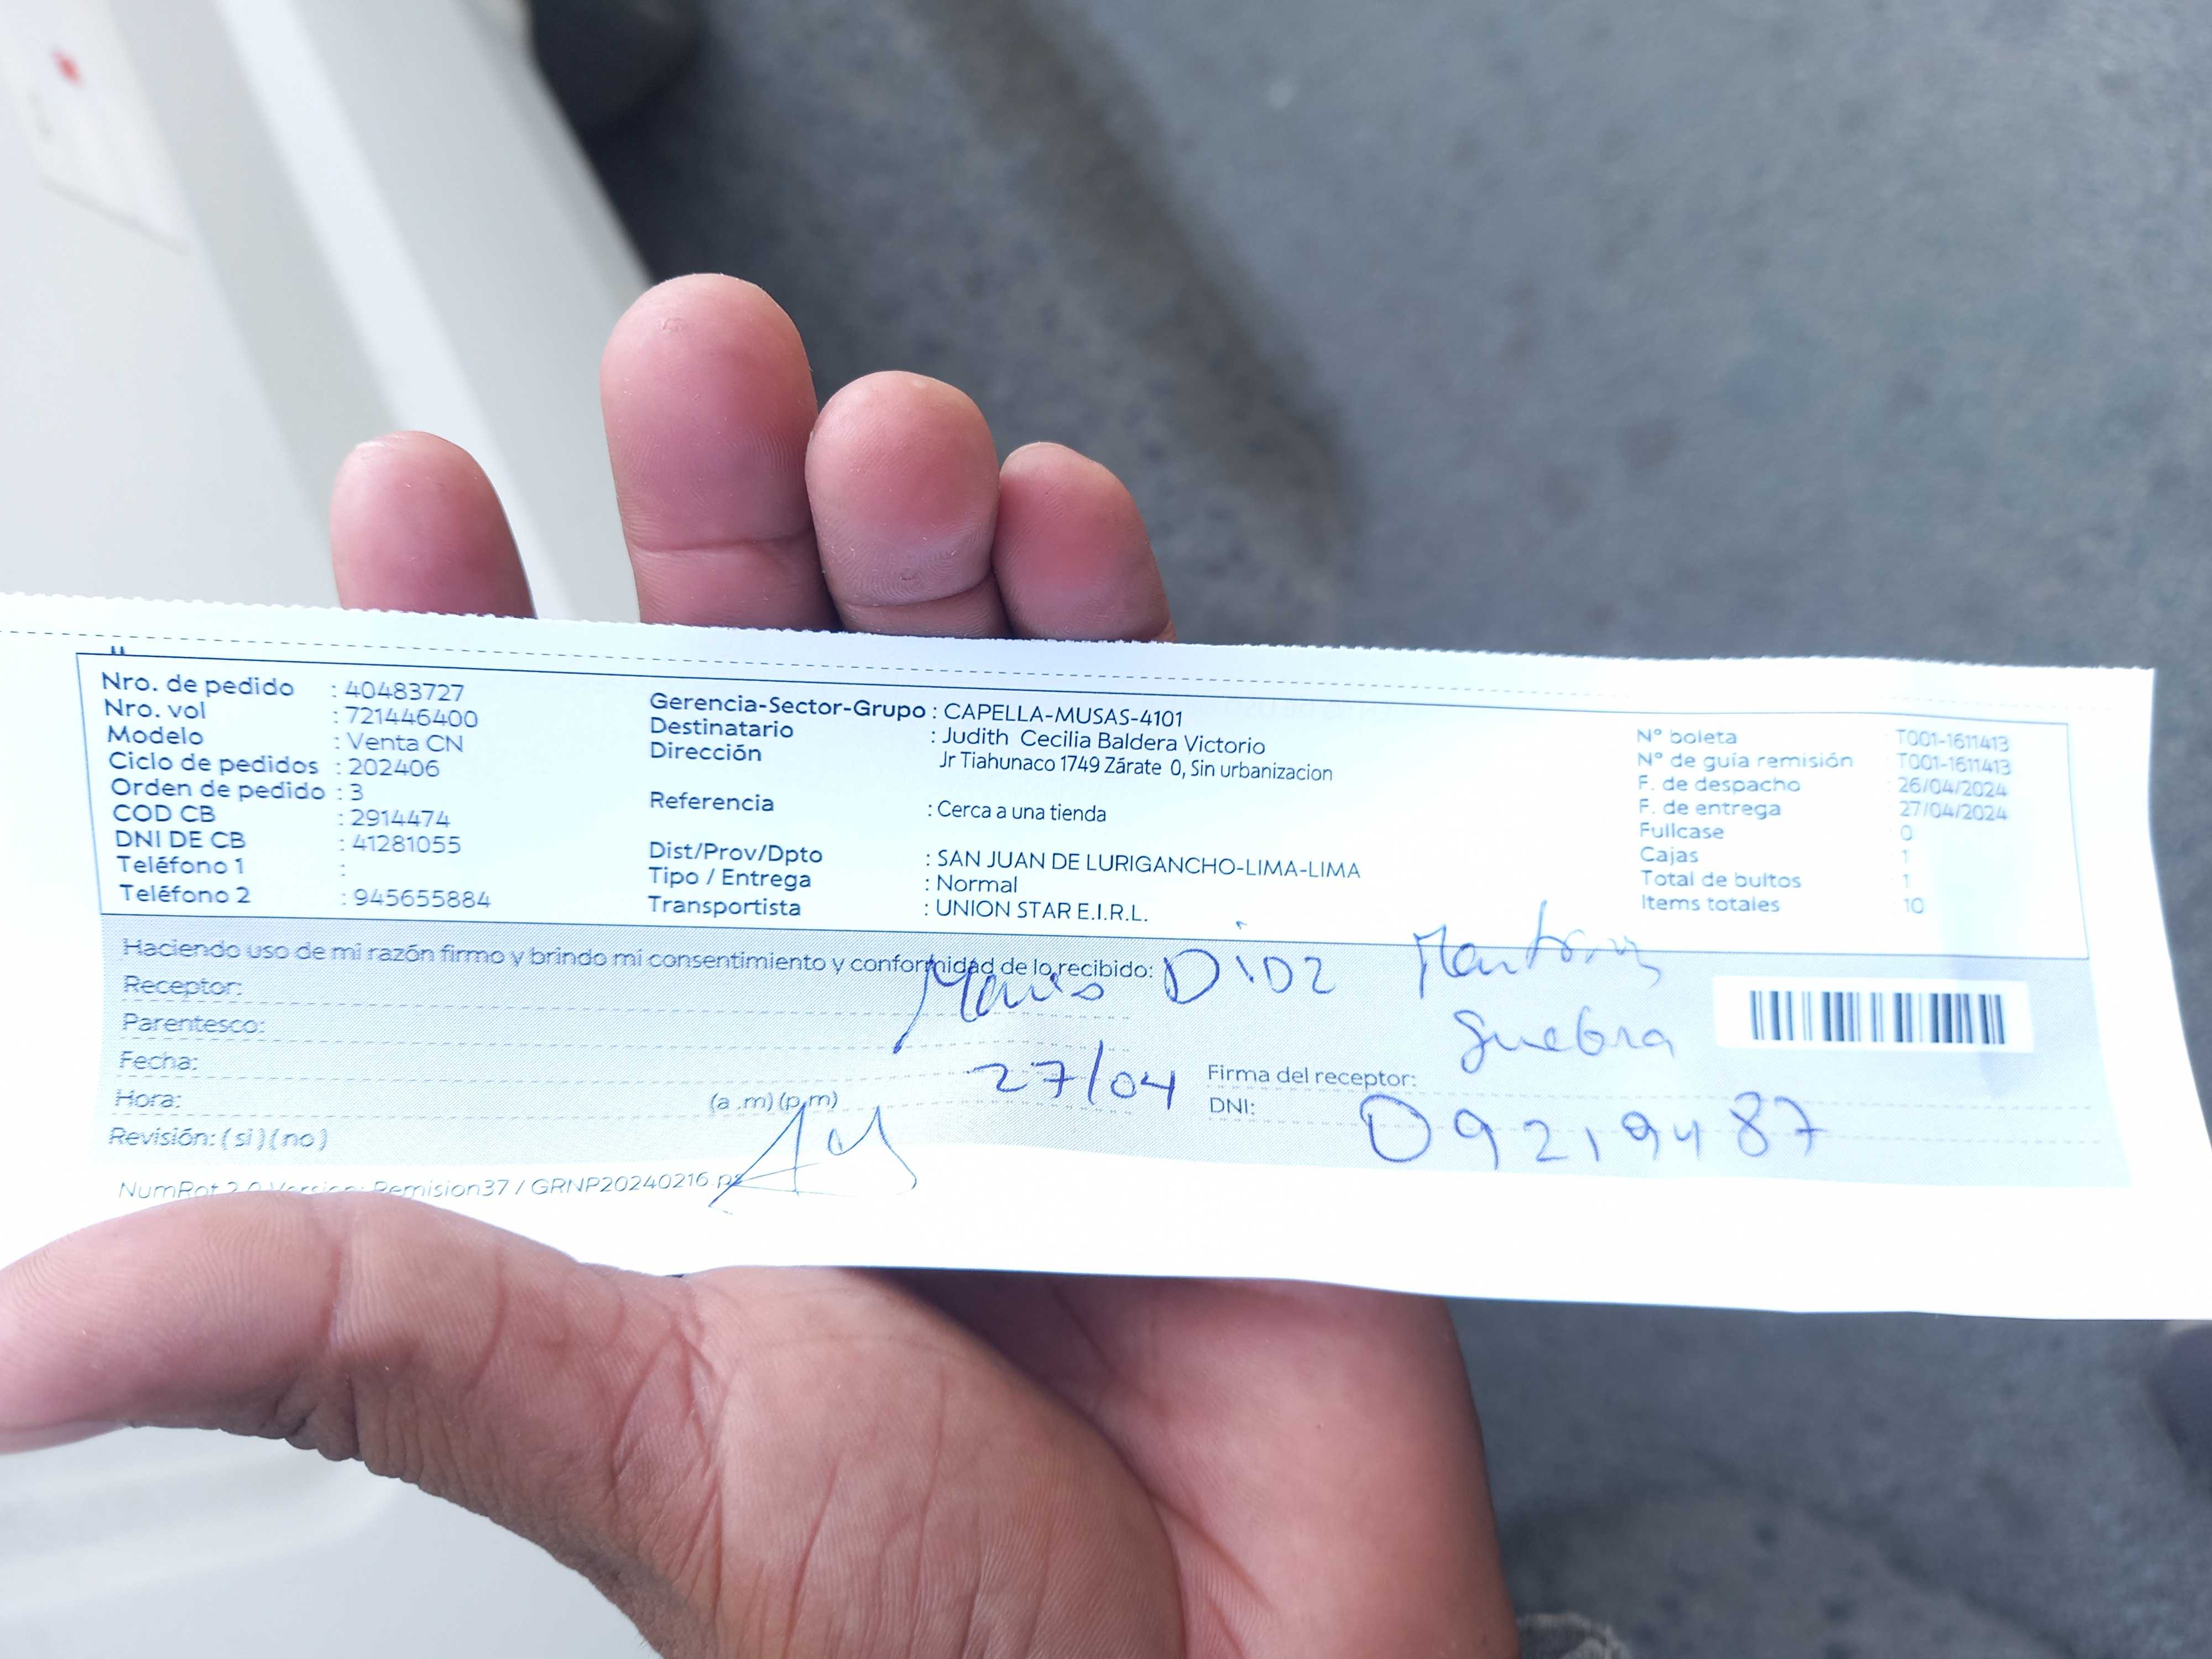 Nro. de pedido : 40483727
Nro. vol : 721446400
Modelo : Venta CN
Ciclo de pedidos : 202406
Orden de pedido : 3
COD CB : 2914474
DNI DE CB : 41281055
Teléfono 1 :
Teléfono 2 : 945655884
Gerencia-Sector-Grupo : CAPELLA-MUSAS-4101
Destinatario : Judith Cecilia Baldera Victorio
Dirección Jr Tiahunaco 1749 Zárate 0, Sin urbanizacion
Referencia : Cerca a una tienda
Dist/Prov/Dpto : SAN JUAN DE LURIGANCHO-LIMA-LIMA
Tipo / Entrega : Normal
Transportista : UNION STAR E.I.R.L.
Nº boleta T001-1611413
Nº de guía remisión T001-1611413
F. de despacho 26/04/2024
F. de entrega 27/04/2024
Fullcase 0
Cajas 1
Total de bultos 1
Items totales 10
Haciendo uso de mi razón firmo y brindo mi consentimiento y conformidad de lo recibido:
Receptor:
Parentesco:
Fecha: 27/04
Hora: (a .m) (p.m)
Revisión: (si) (no)
Firma del receptor:
DNI: 09219487
Remision37 / GRNP20240216